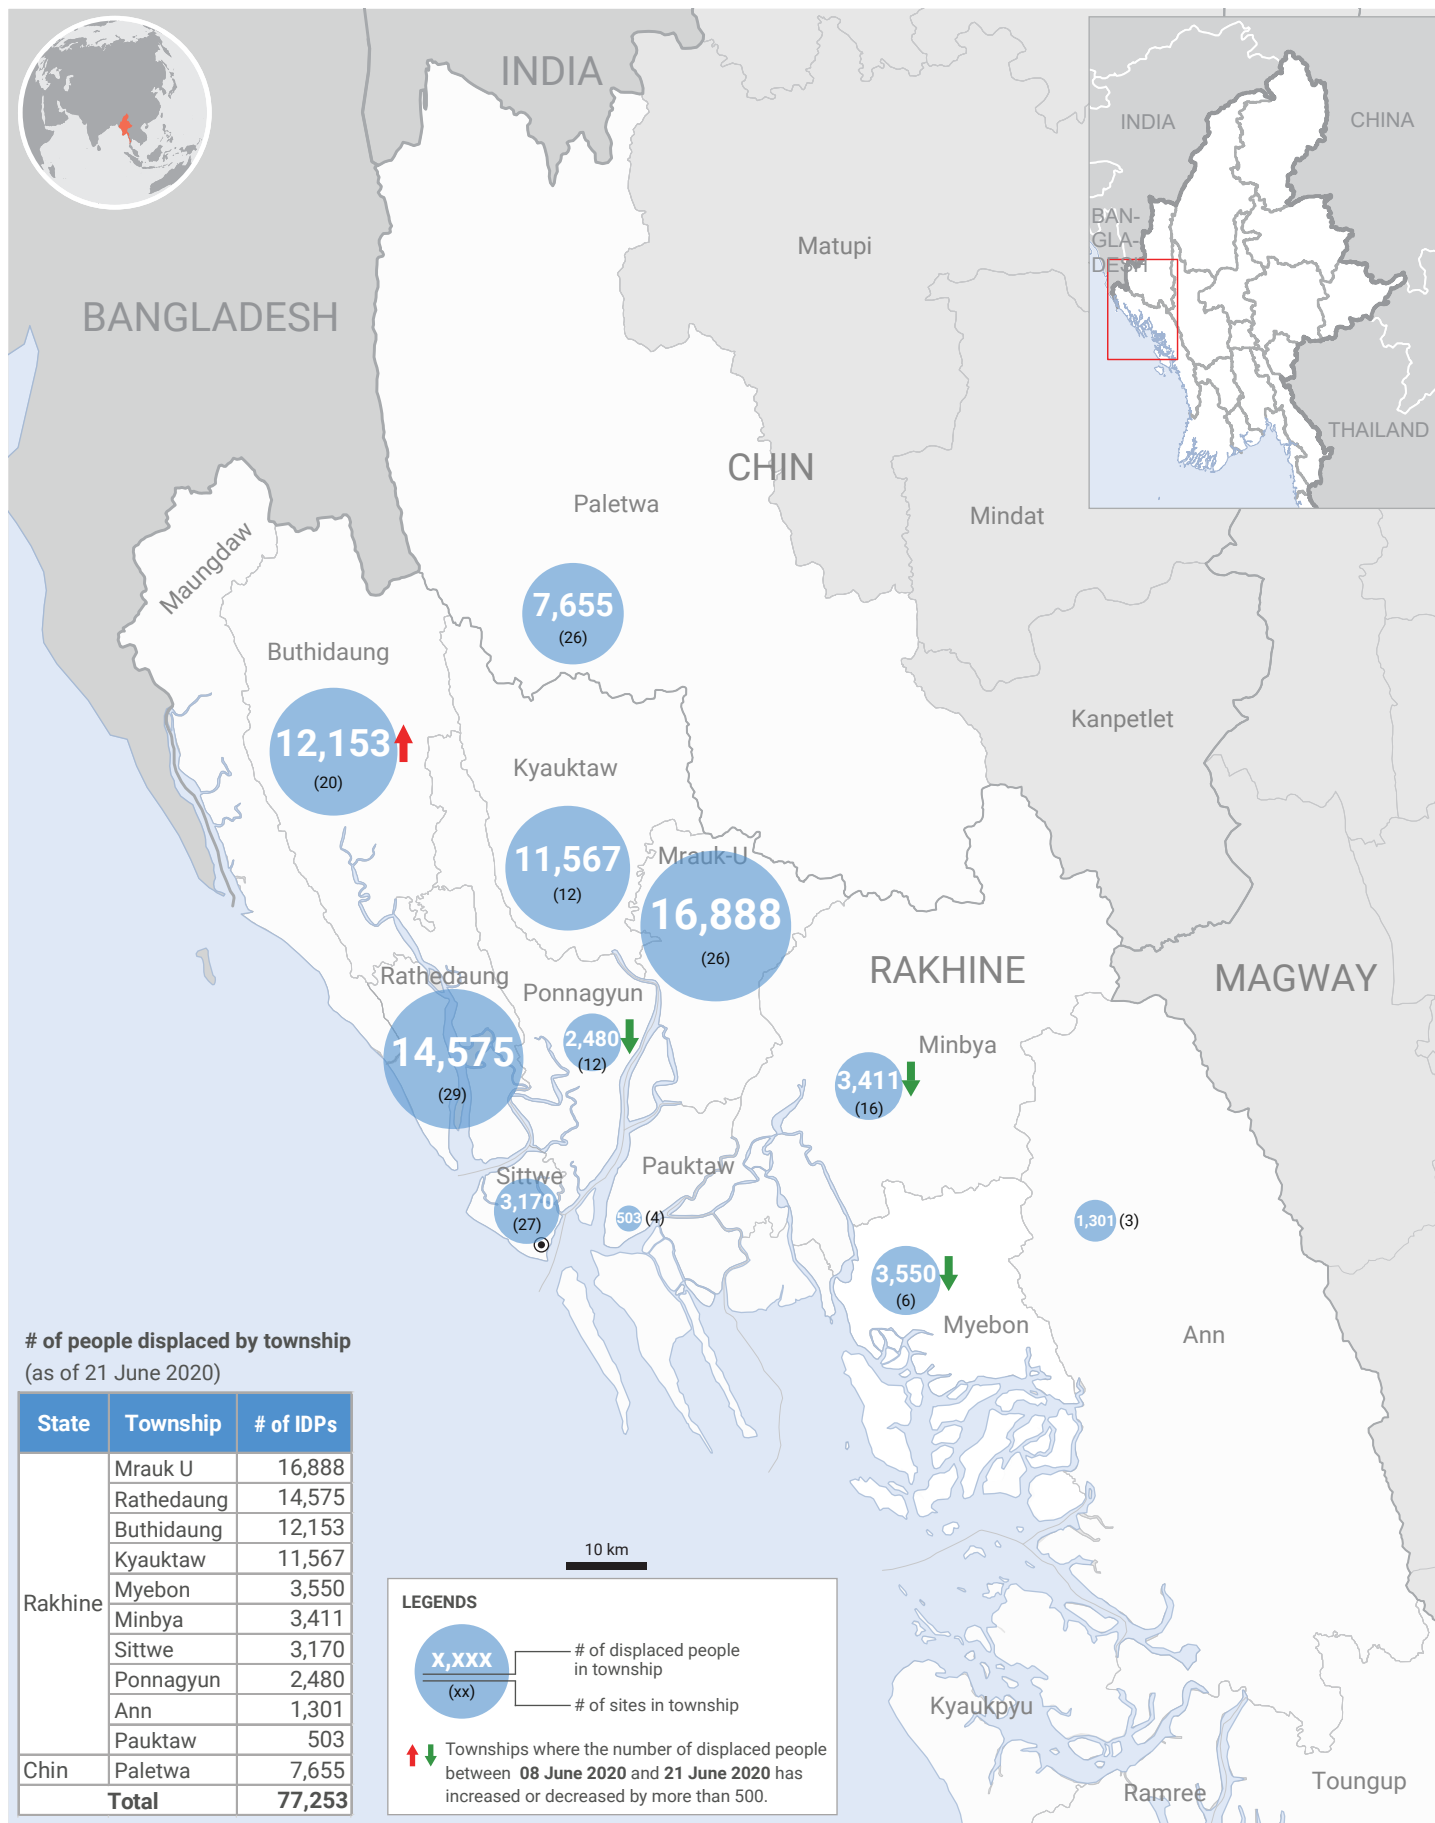 INDIA
INDIA
CHINA
BAN-
GLA-
DESH
THAILAND
BANGLADESH
Matupi
CHIN
Paletwa
Mindat
7,655
(26)
Maungdaw
Buthidaung
12,153
(20)
Kanpetlet
Kyauktaw
11,567
(12)
Mrauk-U
16,888
(26)
RAKHINE
MAGWAY
Rathedaung
14,575
(29)
Ponnagyun
2,480
(12)
Minbya
3,411
(16)
Sittwe
3,170
(27)
Pauktaw
503 (4)
1,301 (3)
3,550
(6)
Myebon
Ann
# of people displaced by township
(as of 21 June 2020)
State Township # of IDPs
Rakhine
Mrauk U 16,888
Rathedaung 14,575
Buthidaung 12,153
Kyauktaw 11,567
Myebon 3,550
Minbya 3,411
Sittwe 3,170
Ponnagyun 2,480
Ann 1,301
Pauktaw 503
Chin Paletwa 7,655
Total 77,253
10 km
LEGENDS
x,xxx
(xx)
# of displaced people
in township
# of sites in township
Townships where the number of displaced people
between 08 June 2020 and 21 June 2020 has
increased or decreased by more than 500.
Kyaukpyu
Ramree
Toungup